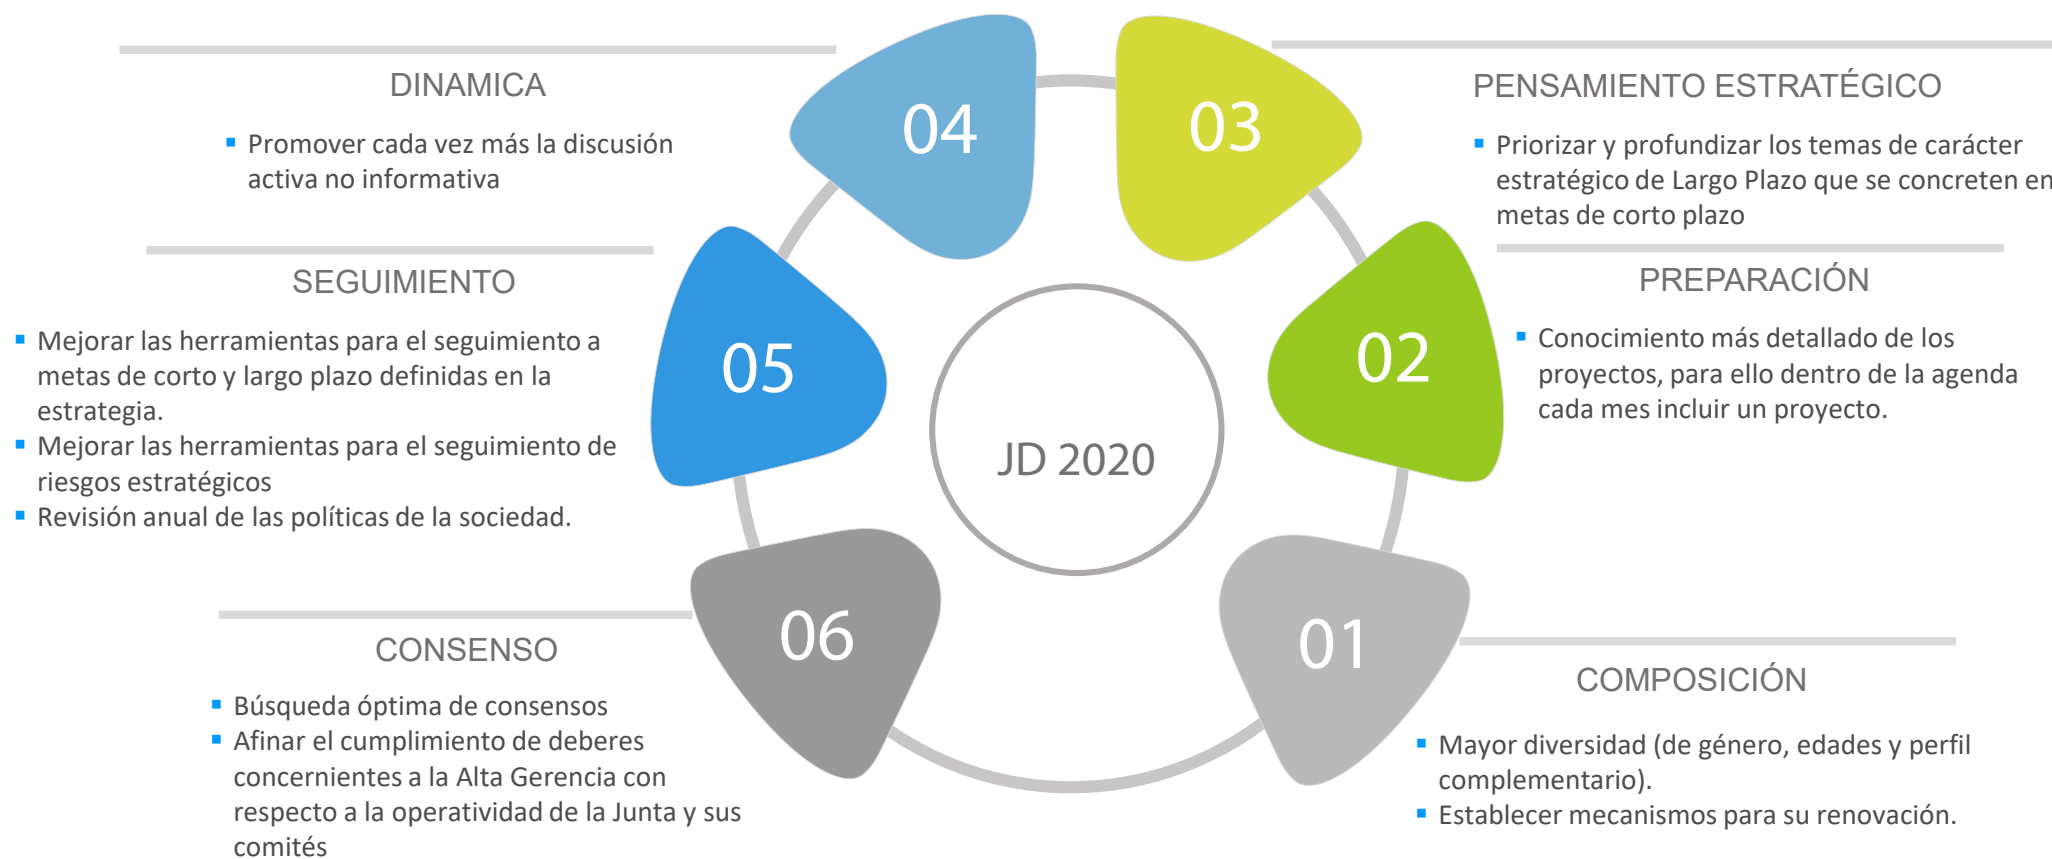 DINAMICA
Promover cada vez más la discusión
activa no informativa
04
03
PENSAMIENTO ESTRATÉGICO
Priorizar y profundizar los temas de carácter
estratégico de Largo Plazo que se concreten en
metas de corto plazo
SEGUIMIENTO
Mejorar las herramientas para el seguimiento a
metas de corto y largo plazo definidas en la
estrategia.
Mejorar las herramientas para el seguimiento de
riesgos estratégicos
Revisión anual de las políticas de la sociedad.
05
02
PREPARACIÓN
Conocimiento más detallado de los
proyectos, para ello dentro de la agenda
cada mes incluir un proyecto.
JD 2020
CONSENSO
Búsqueda óptima de consensos
Afinar el cumplimiento de deberes
concernientes a la Alta Gerencia con
respecto a la operatividad de la Junta y sus
comités
06
01
COMPOSICIÓN
Mayor diversidad (de género, edades y perfil
complementario).
Establecer mecanismos para su renovación.